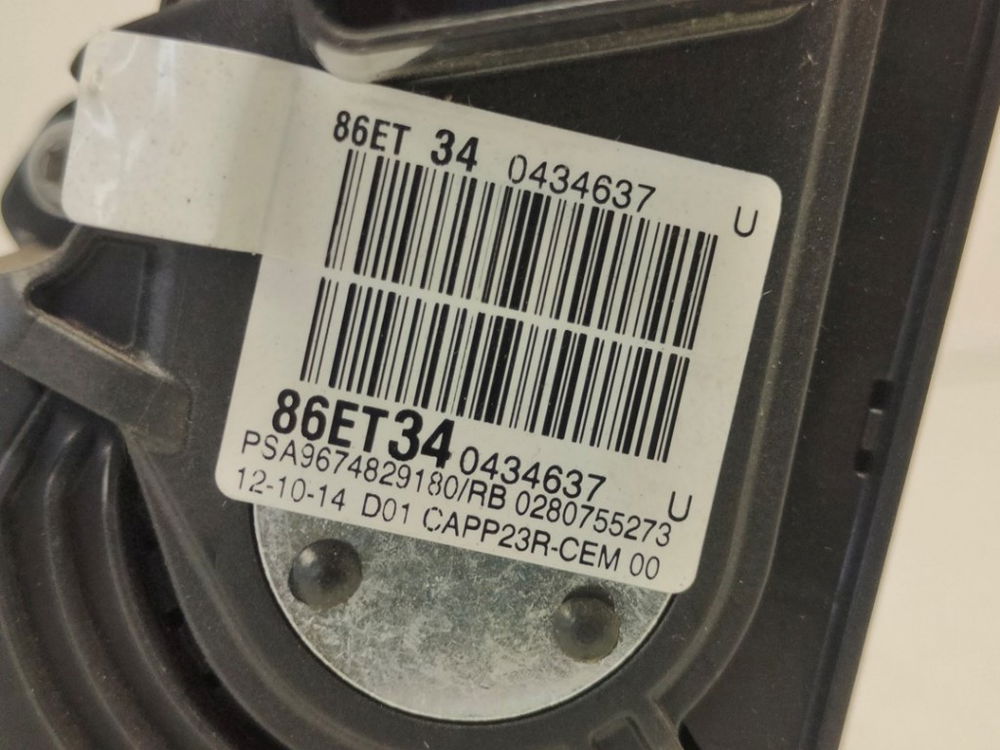 86ET 34 0434637 U
86ET34 0434637 U
PSA9674829180/RB 0280755273
12-10-14 D01 CAPP23R-CEM 00